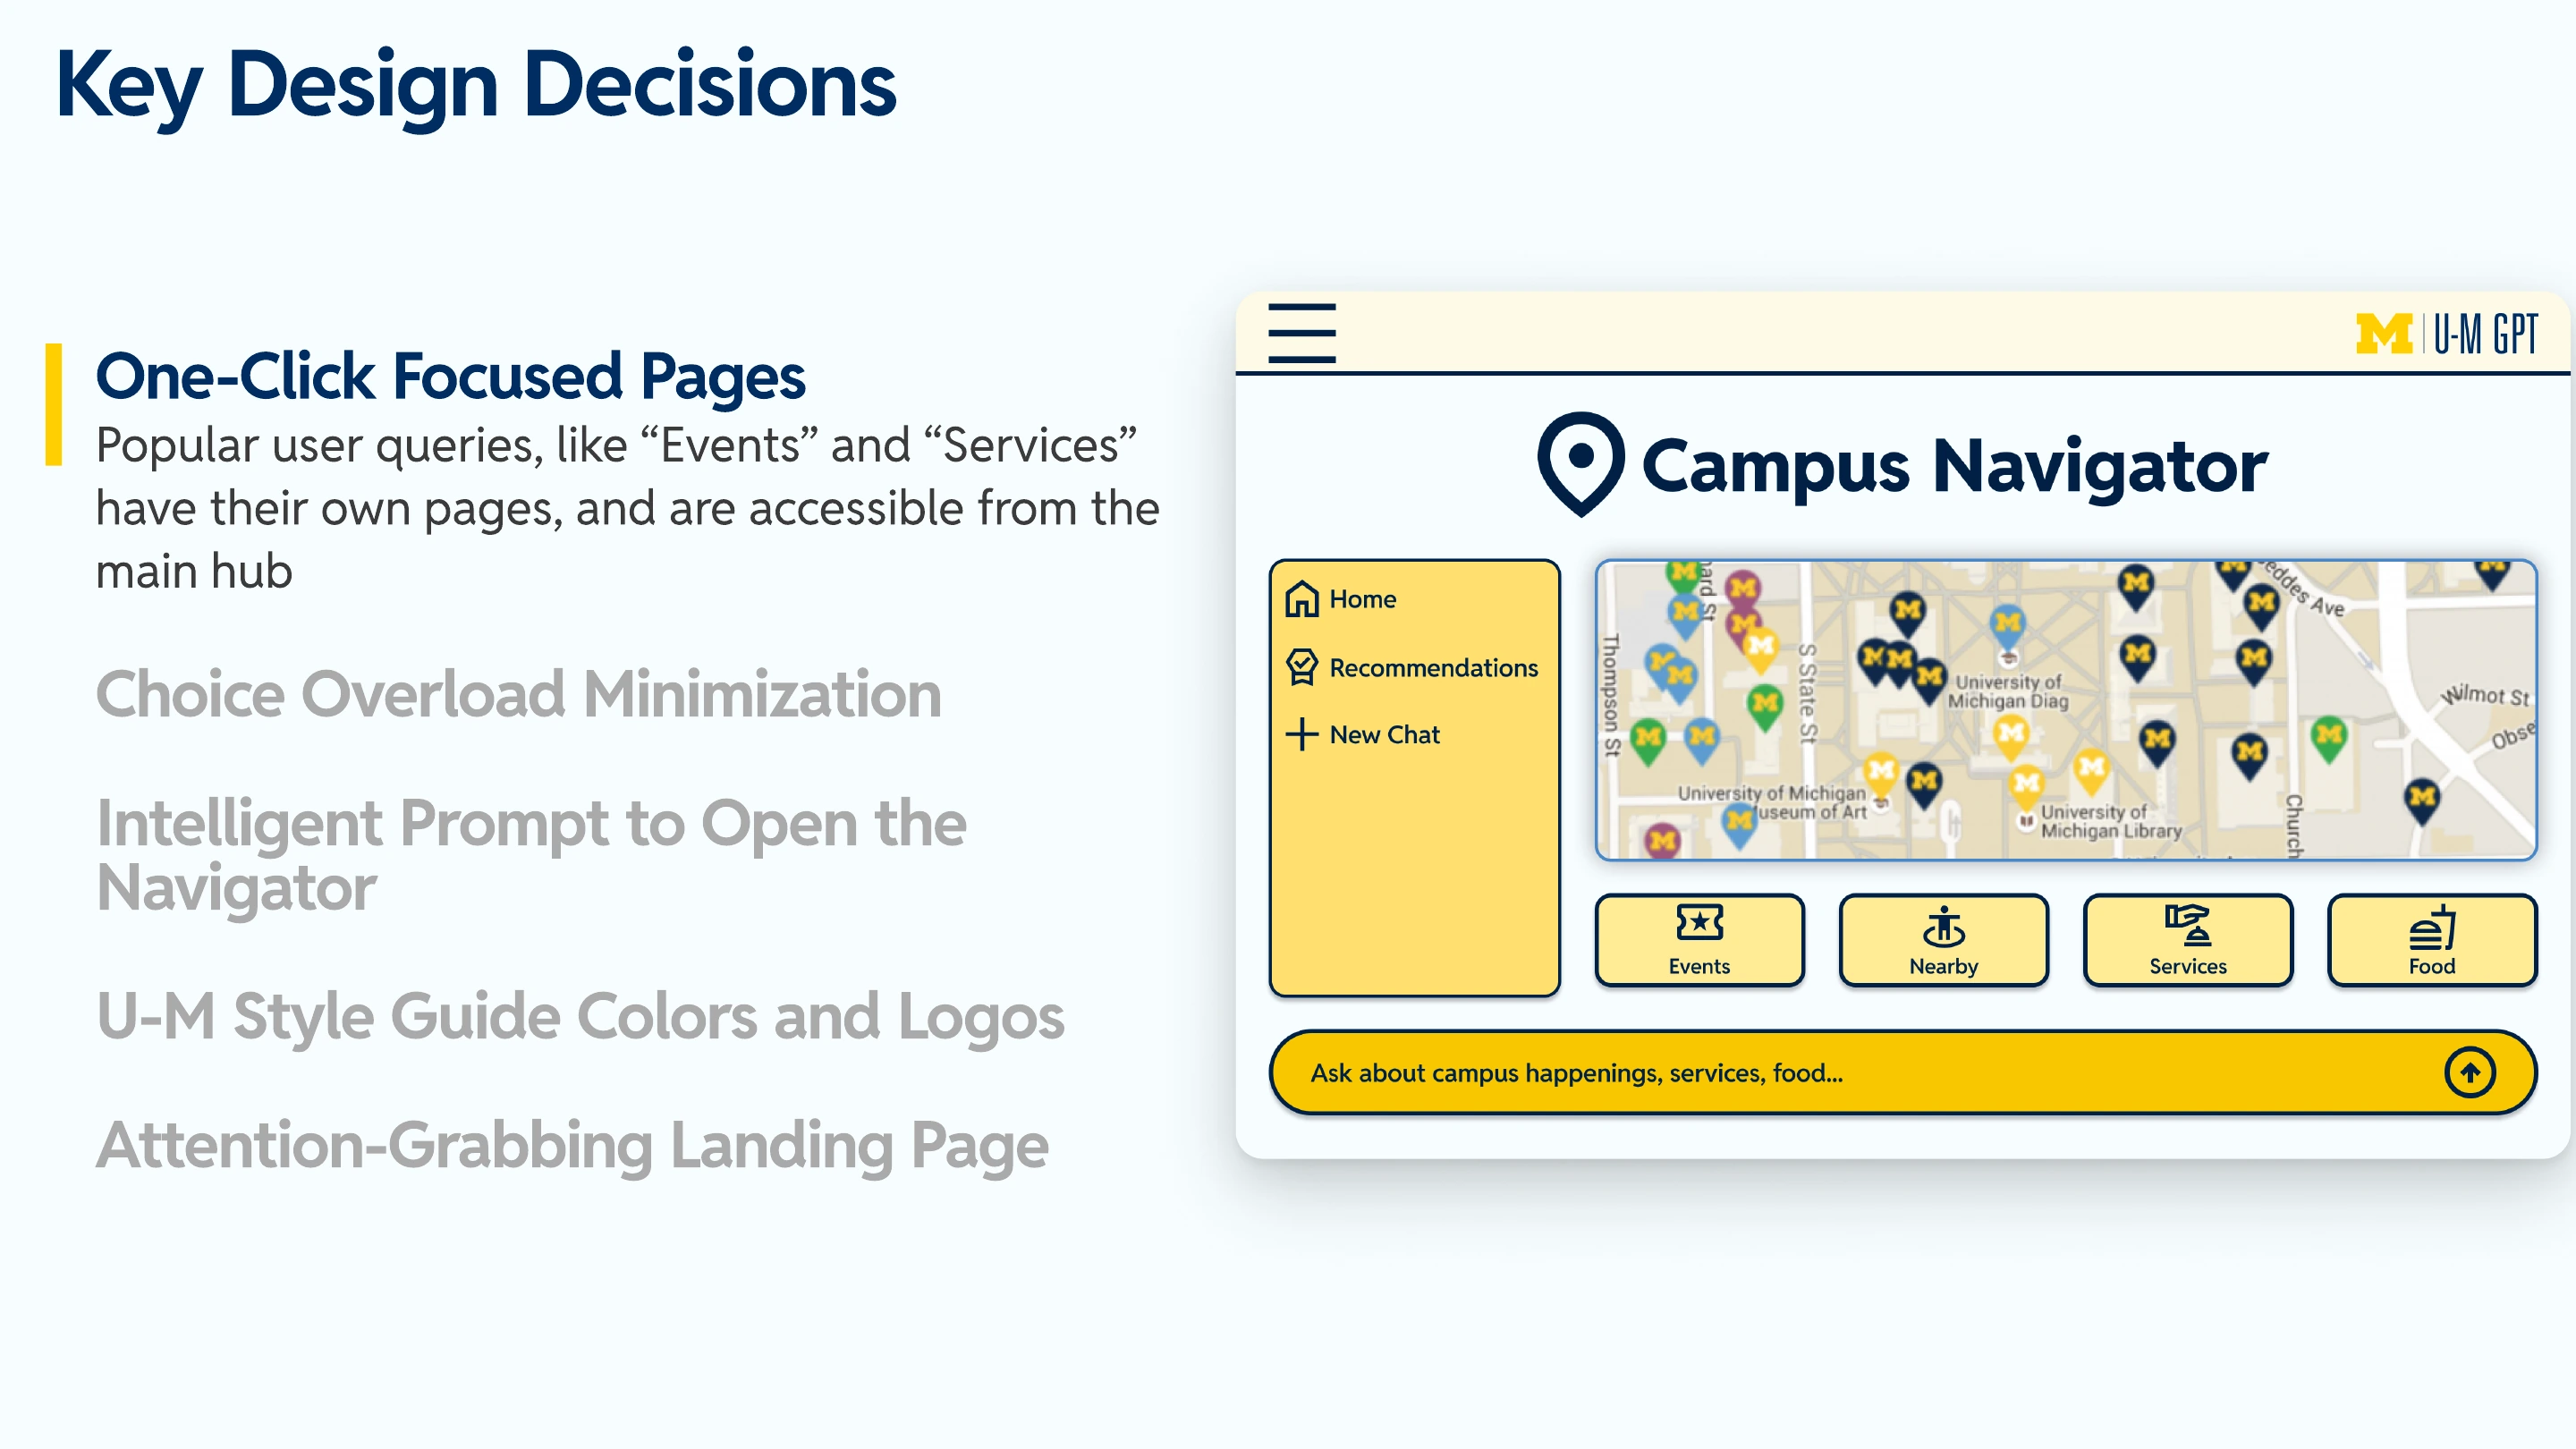 Key Design Decisions
One-Click Focused Pages
Popular user queries, like “Events” and “Services”
have their own pages, and are accessible from the
main hub
Choice Overload Minimization
Intelligent Prompt to Open the
Navigator
U-M Style Guide Colors and Logos
Attention-Grabbing Landing Page
M U-M GPT
Campus Navigator
Home
Recommendations
New Chat
Thompson St
S State St
University of
Michigan Diag
University of Michigan
University of
Michigan Library
Church
Wilmot St
Events
Nearby
Services
Food
Ask about campus happenings, services, food...